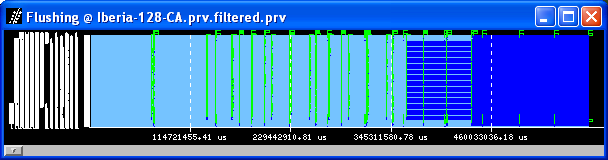 Flushing @ Iberia-128-CA.prv.filtered.prv
114721455.41 us 229442910.81 us 345311580.78 us 460033036.18 us